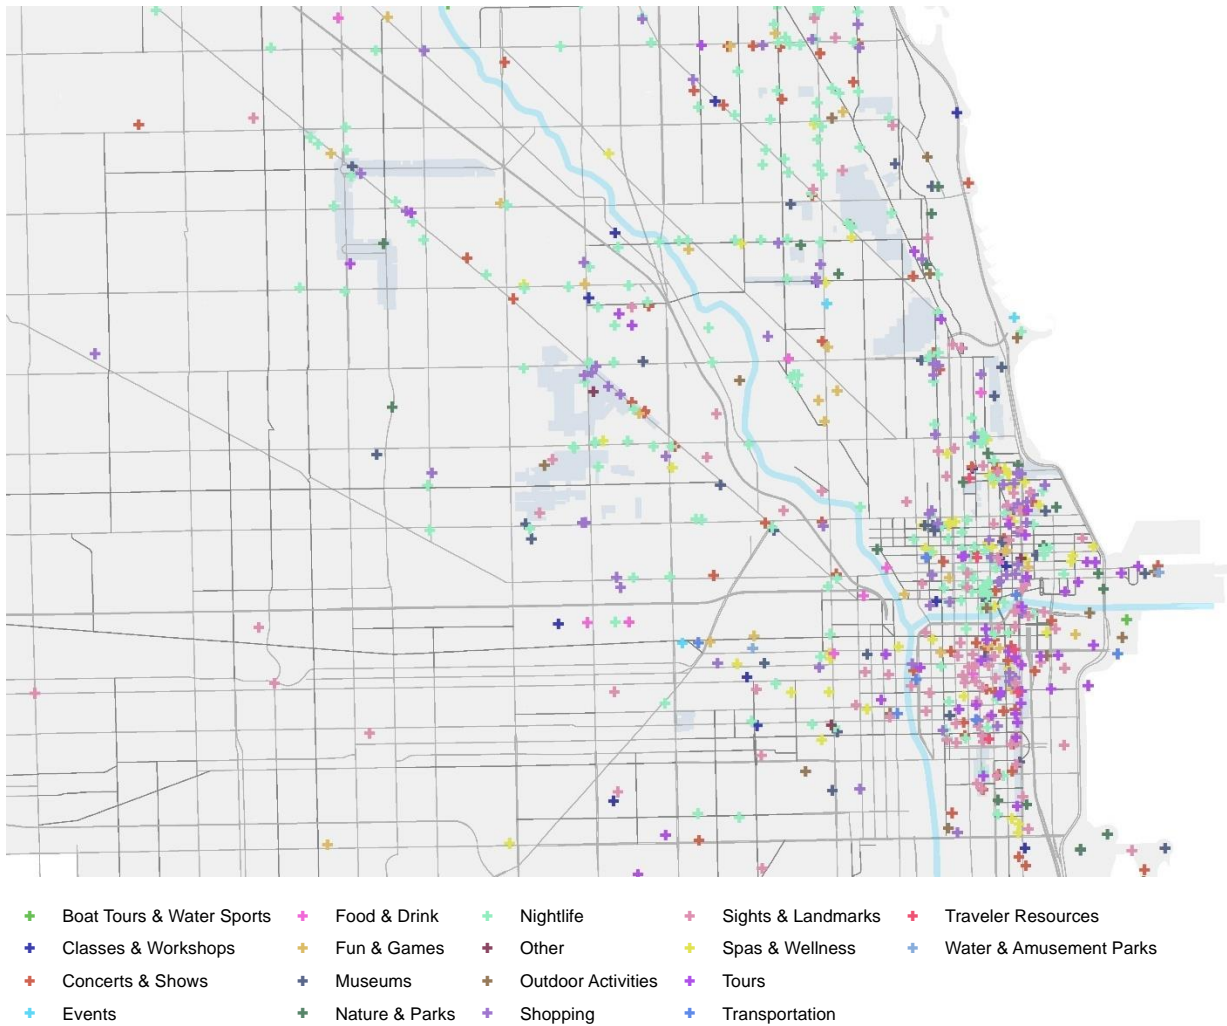 Boat Tours & Water Sports Food & Drink Nightlife Sights & Landmarks Traveler Resources
Classes & Workshops Fun & Games Other Spas & Wellness Water & Amusement Parks
Concerts & Shows Museums Outdoor Activities Tours
Events Nature & Parks Shopping Transportation